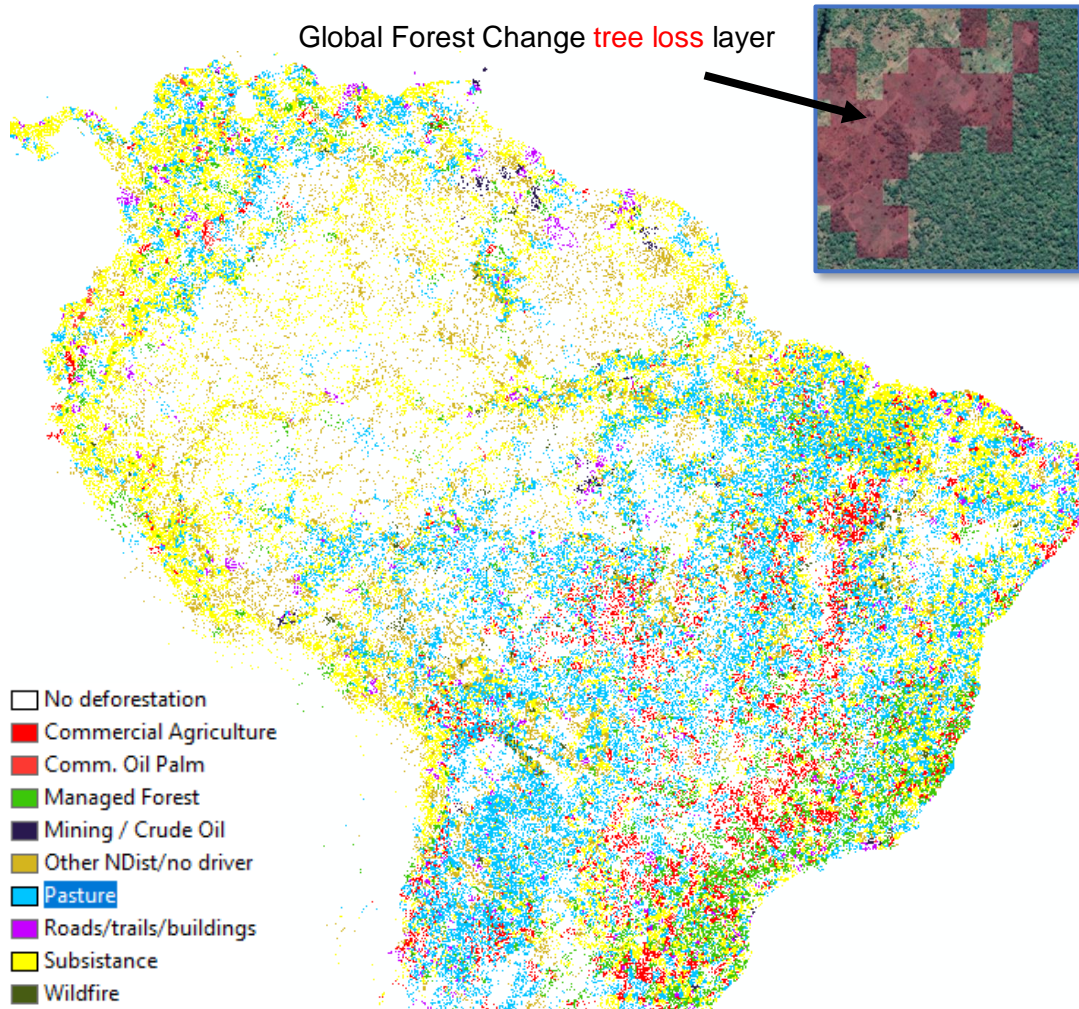 Global Forest Change tree loss layer
No deforestation
Commercial Agriculture
Comm. Oil Palm
Managed Forest
Mining / Crude Oil
Other NDist/no driver
Pasture
Roads/trails/buildings
Subsistance
Wildfire